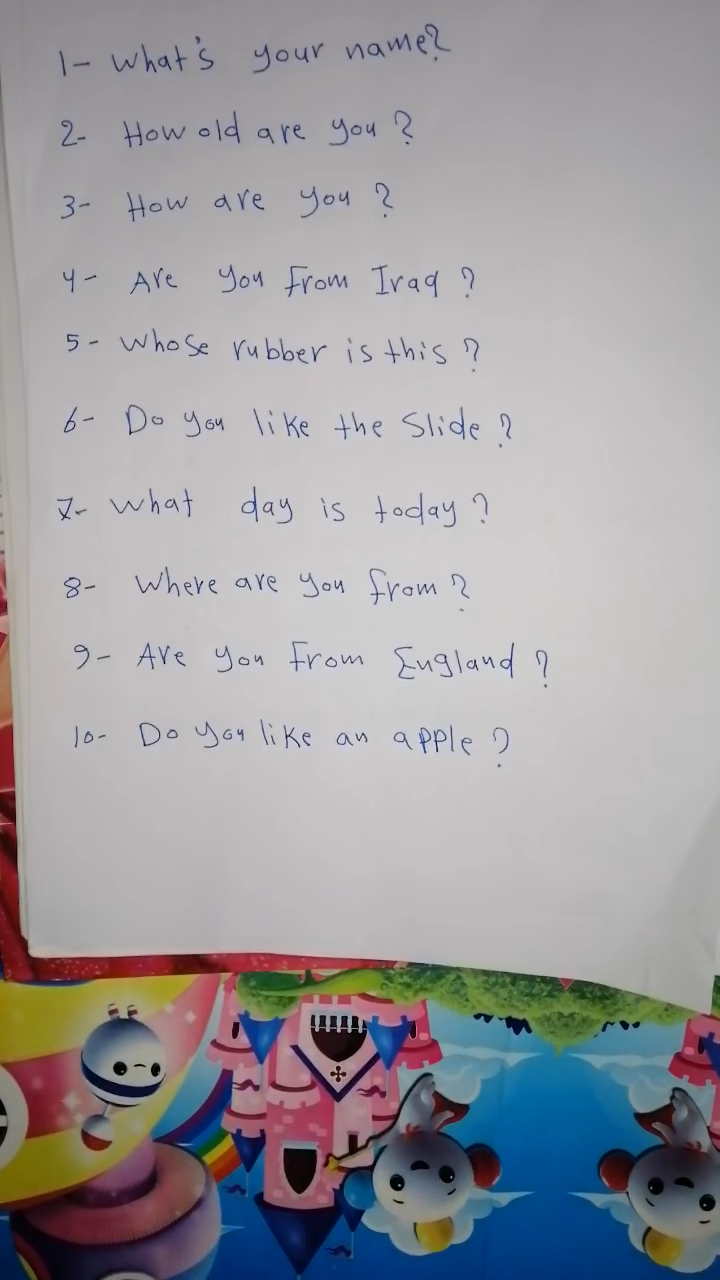 1- What's your name?
2- How old are you?
3- How are you?
4- Are you from Iraq?
5- Whose rubber is this?
6- Do you like the Slide?
7- What day is today?
8- Where are you from?
9- Are you from England?
10- Do you like an apple?